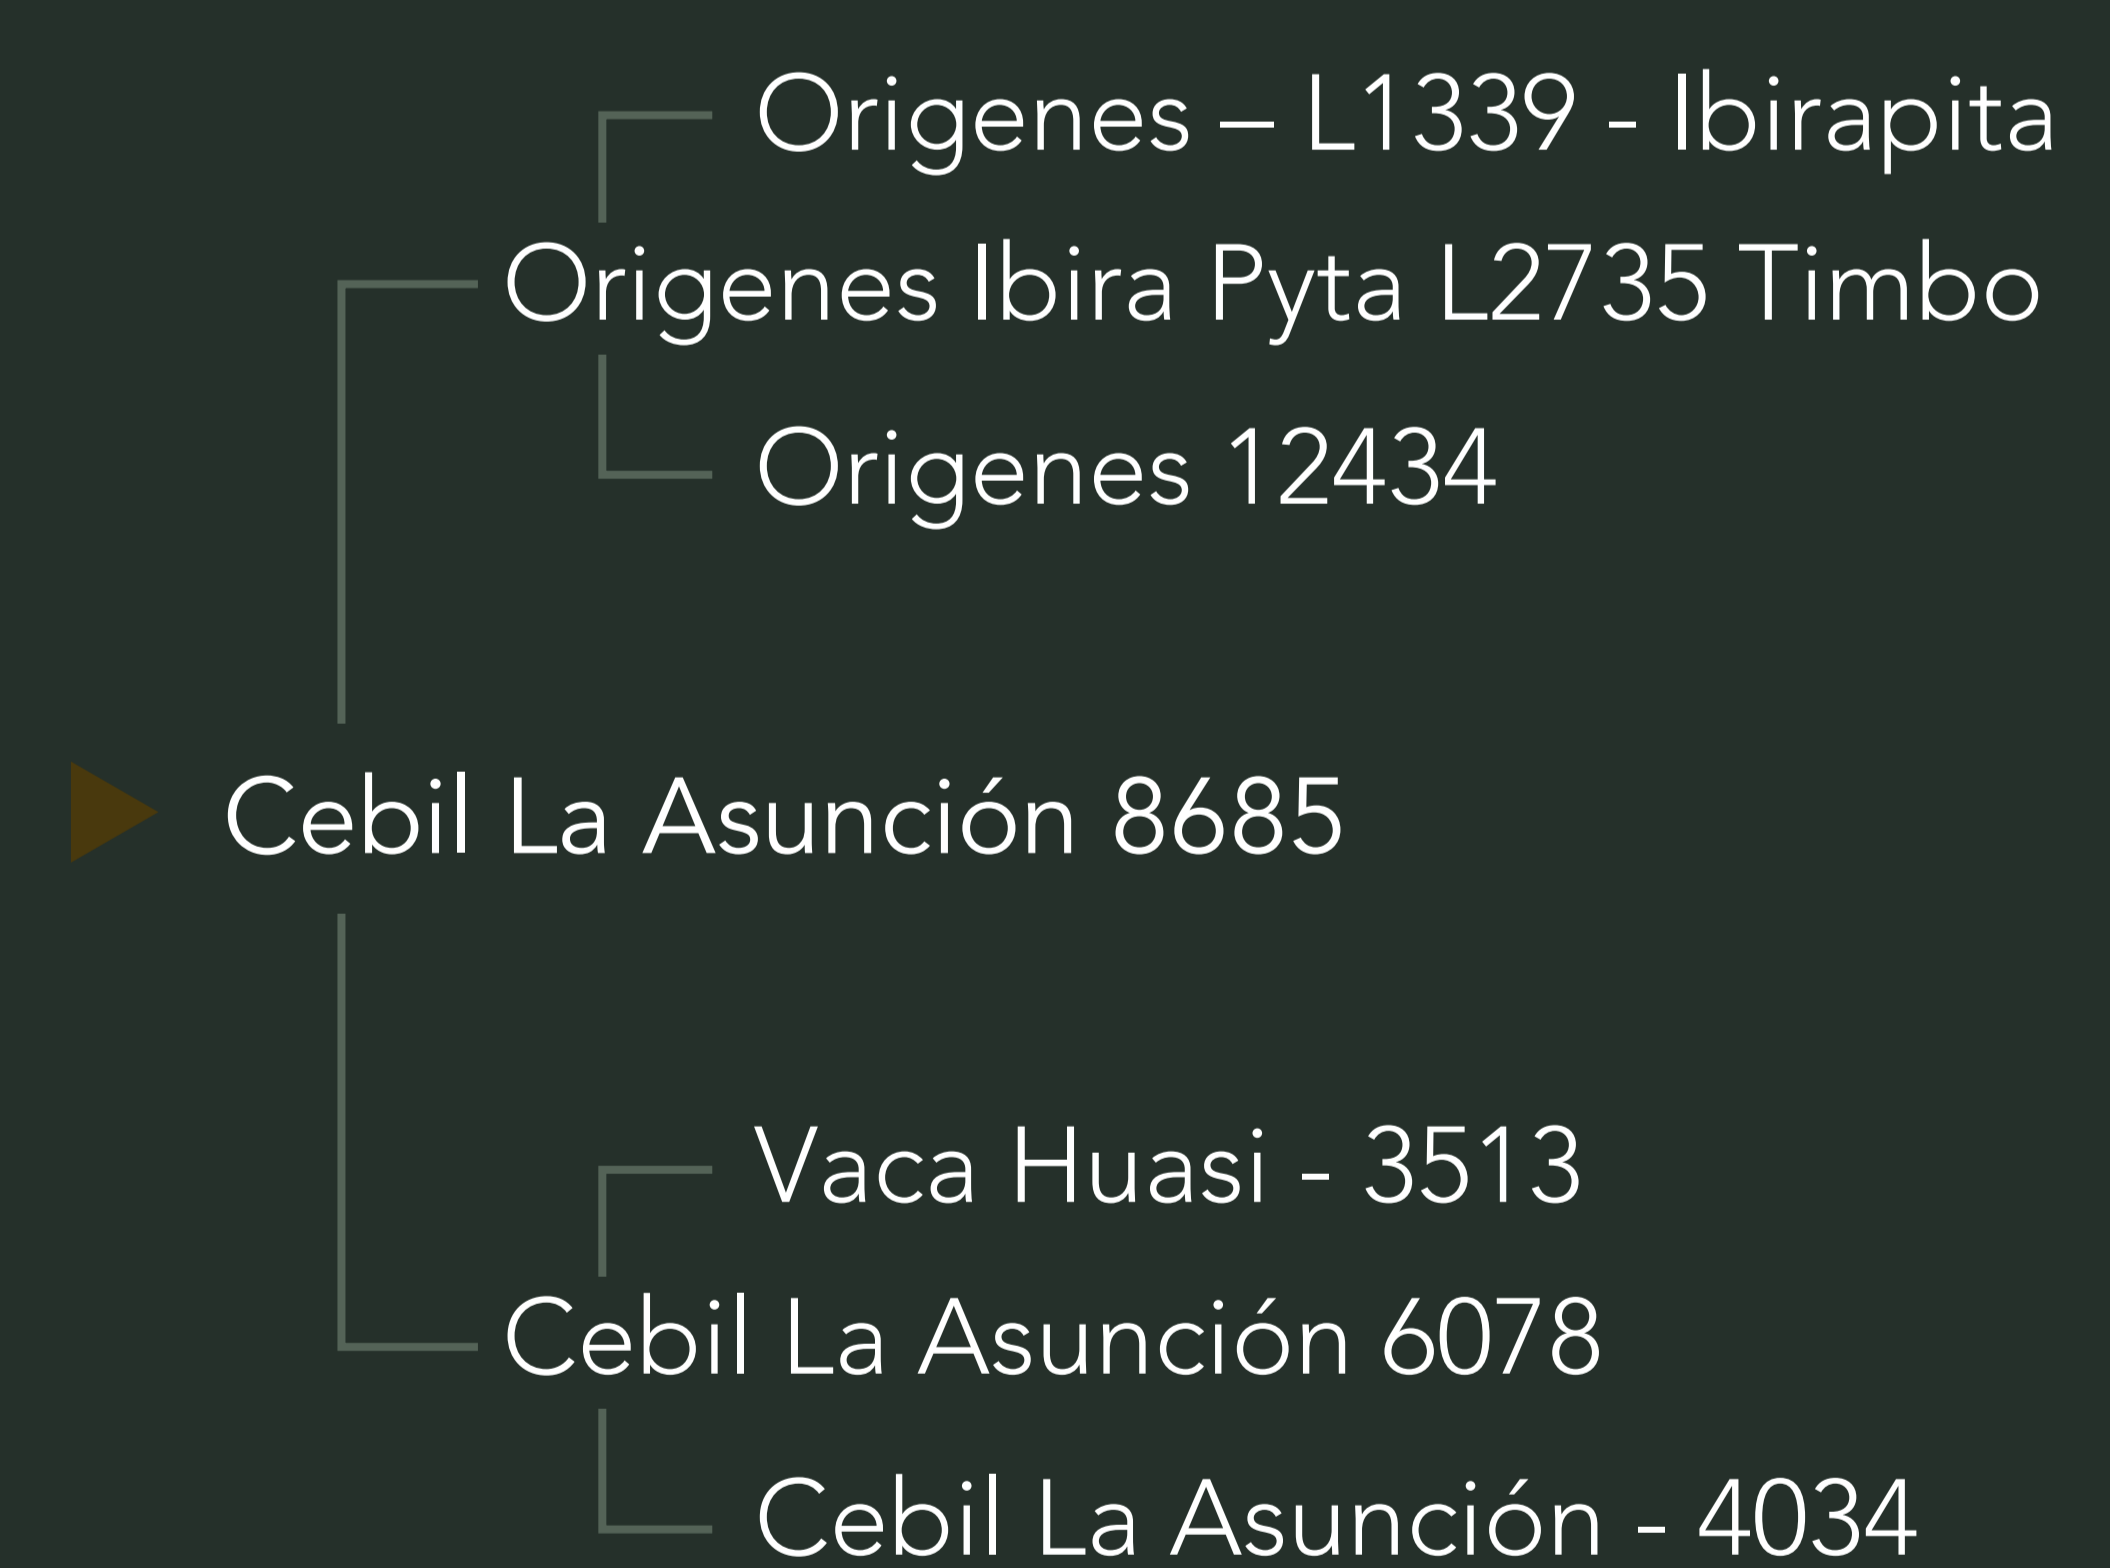 Origenes – L1339 - Ibirapita
Origenes Ibira Pyta L2735 Timbo
Origenes 12434
Cebil La Asunción 8685
Vaca Huasi - 3513
Cebil La Asunción 6078
Cebil La Asunción - 4034